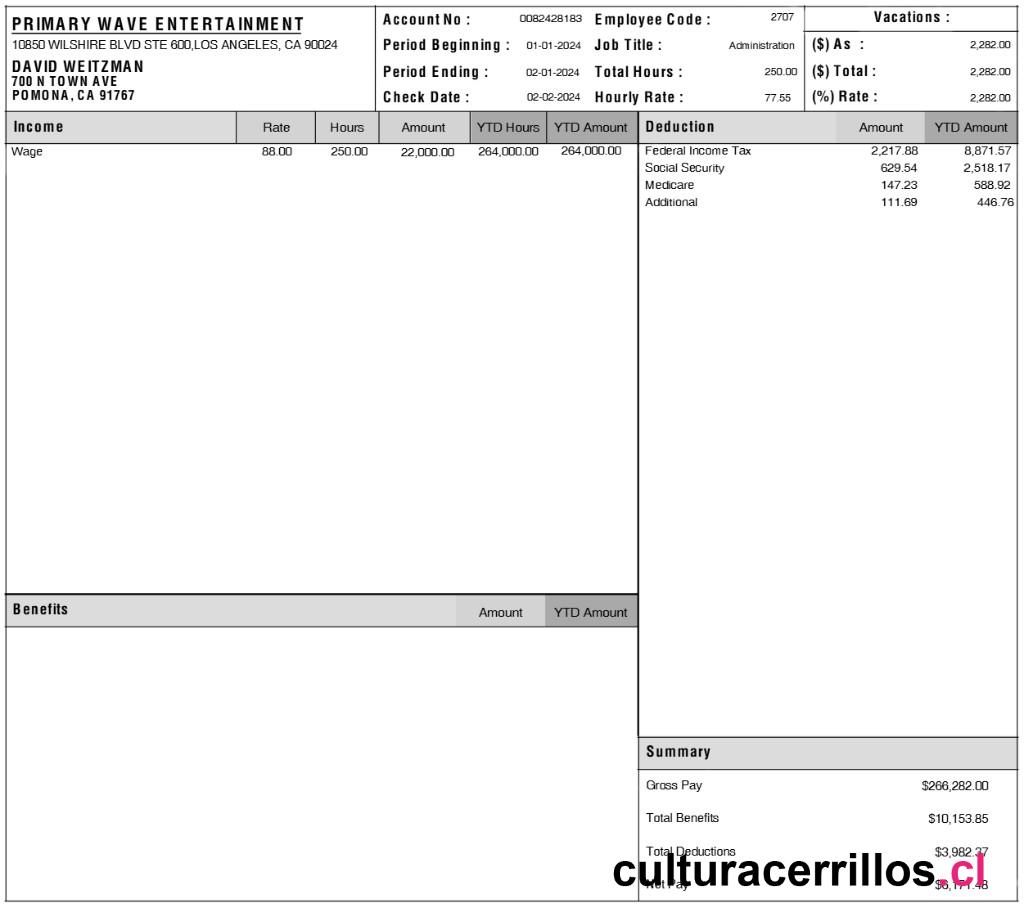 PRIMARY WAVE ENTERTAINMENT
10850 WILSHIRE BLVD STE 600,LOS ANGELES, CA 90024
DAVID WEITZMAN
700 N TOWN AVE
POMONA, CA 91767
Account No : 0082428183 Employee Code : 2707
Period Beginning : 01-01-2024 Job Title : Administration
Period Ending : 02-01-2024 Total Hours : 250.00
Check Date : 02-02-2024 Hourly Rate : 77.55
Vacations :
($) As : 2,282.00
($) Total : 2,282.00
(%) Rate : 2,282.00
Income Rate Hours Amount YTD Hours YTD Amount
Wage 88.00 250.00 22,000.00 264,000.00 264,000.00
Deduction Amount YTD Amount
Federal Income Tax 2,217.88 8,871.57
Social Security 629.54 2,518.17
Medicare 147.23 588.92
Additional 111.69 446.76
Benefits Amount YTD Amount
Summary
Gross Pay $266,282.00
Total Benefits $10,153.85
Total Deductions $3,982.37
Net Pay $6,171.48
culturacerrillos.cl